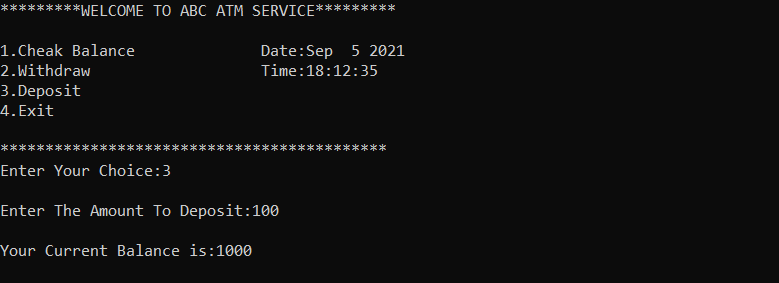 *********WELCOME TO ABC ATM SERVICE*********
1.Cheak Balance Date:Sep  5 2021
2.Withdraw Time:18:12:35
3.Deposit
4.Exit
*******************************************
Enter Your Choice:3
Enter The Amount To Deposit:100
Your Current Balance is:1000